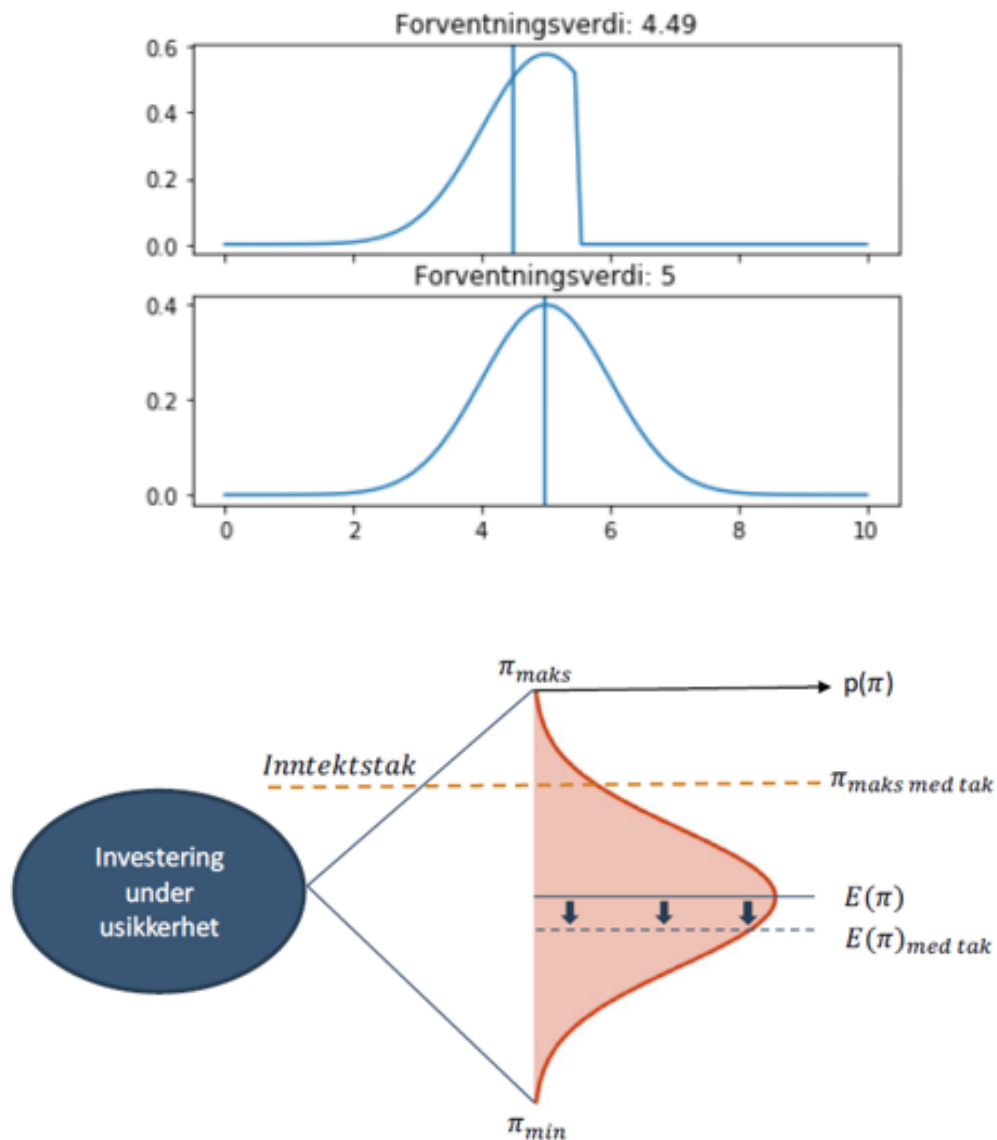 Forventningsverdi: 4.49
0.6
0.4
0.2
0.0
Forventningsverdi: 5
0.4
0.2
0.0
0 2 4 6 8 10
π_maks
p(π)
Inntektstak
π_maks med tak
Investering
under
usikkerhet
E(π)
E(π)_med tak
π_min